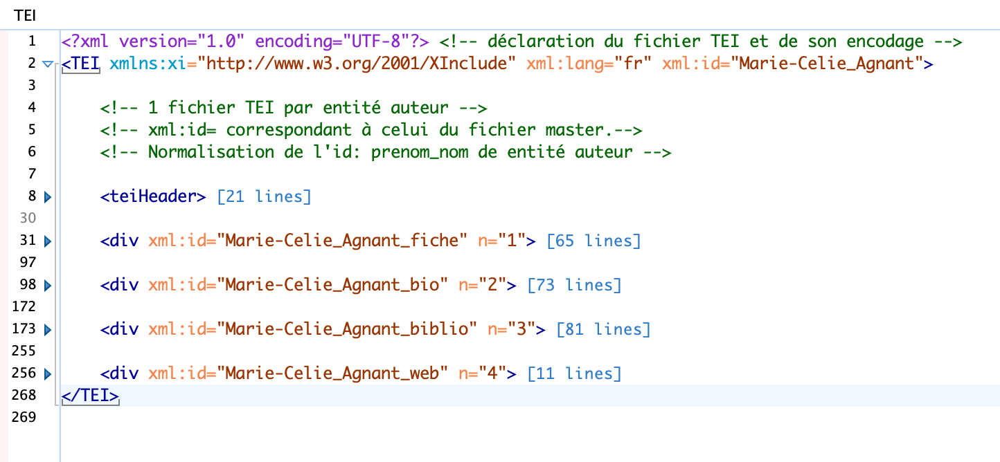 TEI
1 <?xml version="1.0" encoding="UTF-8"?> <!-- déclaration du fichier TEI et de son encodage -->
2 <TEI xmlns:xi="http://www.w3.org/2001/XInclude" xml:lang="fr" xml:id="Marie-Celie_Agnant">
3
4 <!-- 1 fichier TEI par entité auteur -->
5 <!-- xml:id= correspondant à celui du fichier master.-->
6 <!-- Normalisation de l'id: prenom_nom de entité auteur -->
7
8 <teiHeader> [21 lines]
30
31 <div xml:id="Marie-Celie_Agnant_fiche" n="1"> [65 lines]
97
98 <div xml:id="Marie-Celie_Agnant_bio" n="2"> [73 lines]
172
173 <div xml:id="Marie-Celie_Agnant_biblio" n="3"> [81 lines]
255
256 <div xml:id="Marie-Celie_Agnant_web" n="4"> [11 lines]
268 </TEI>
269